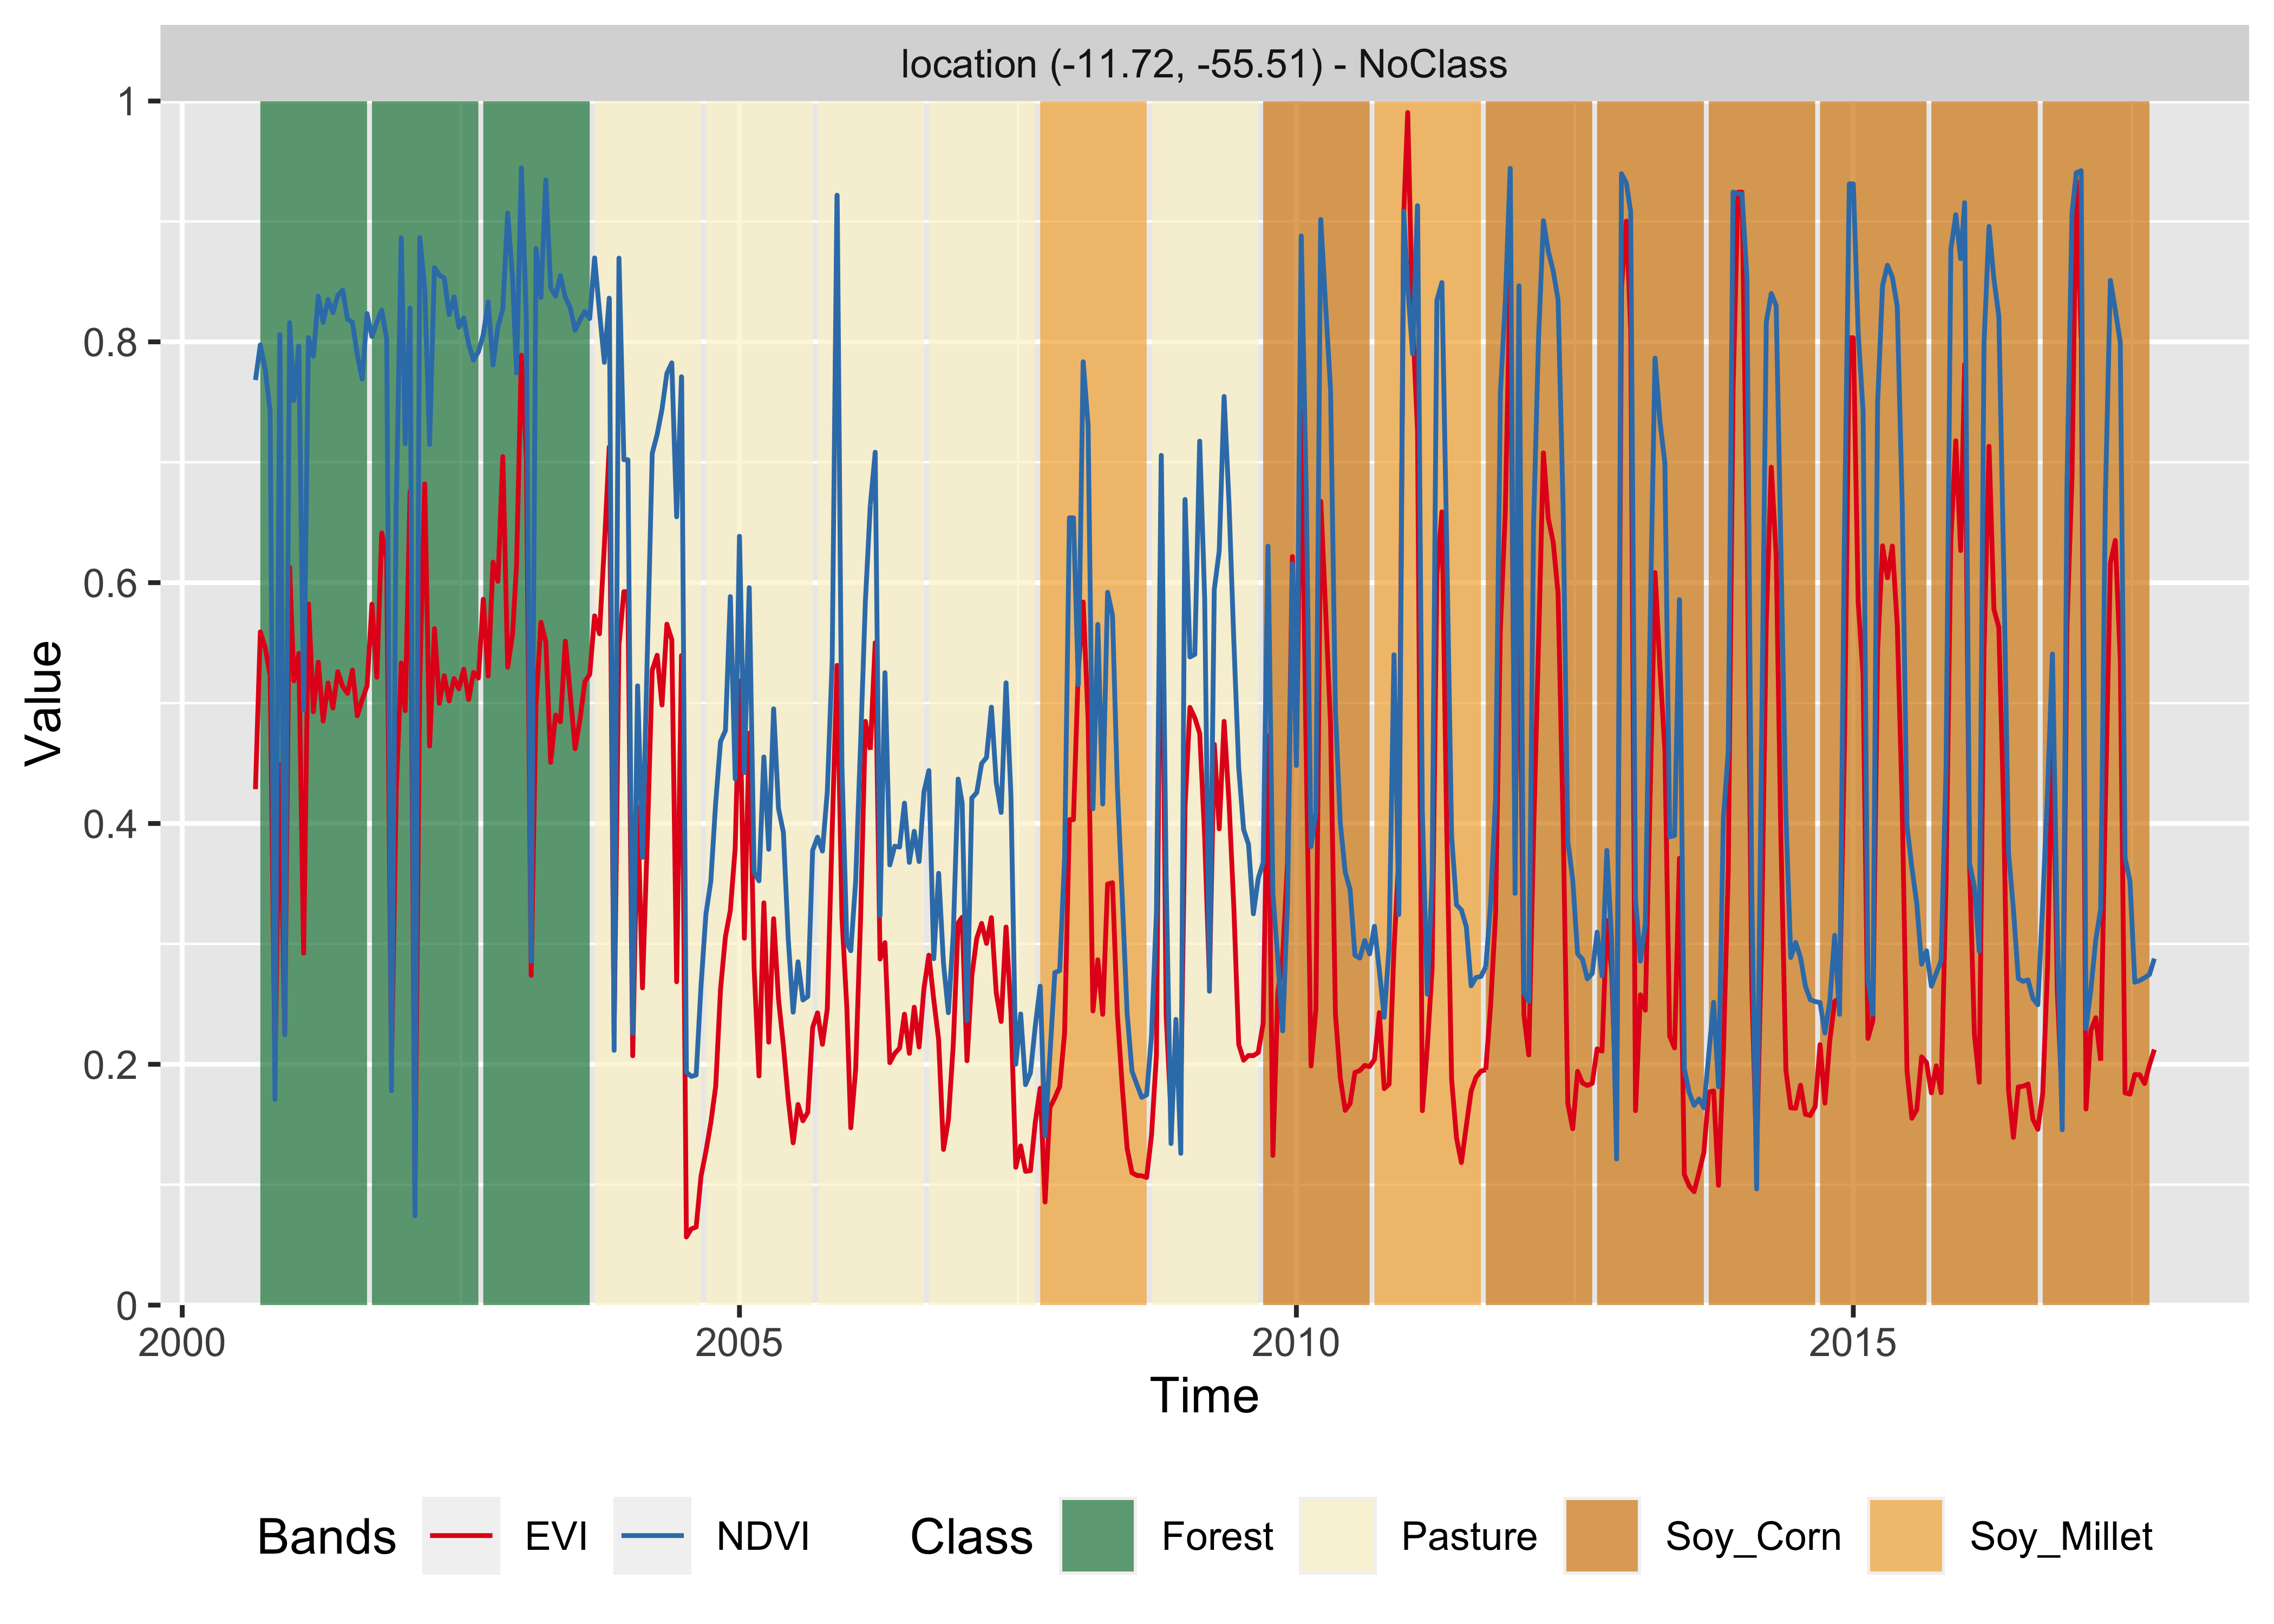 location (-11.72, -55.51) - NoClass
1
0.8
0.6
0.4
0.2
0
Value
2000 2005 2010 2015
Time
Bands EVI NDVI Class Forest Pasture Soy_Corn Soy_Millet